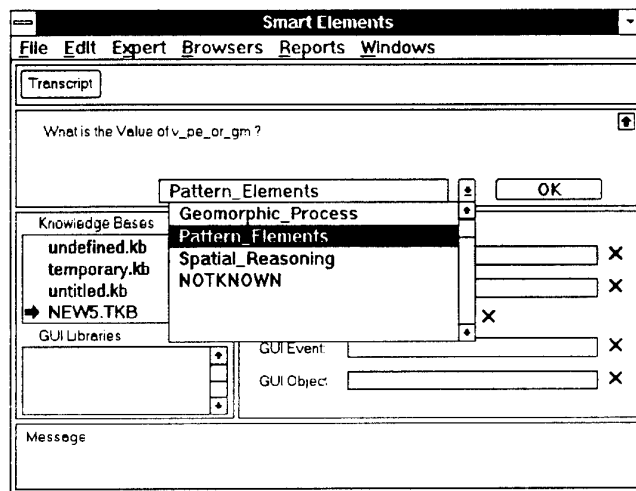 Smart Elements
File Edit Expert Browsers Reports Windows
Transcript
What is the Value of v_pe_or_gm ?
Pattern_Elements
OK
Geomorphic_Process
Pattern_Elements
Spatial_Reasoning
NOTKNOWN
Knowledge Bases
undefined.kb
temporary.kb
untitled.kb
NEW5.TKB
GUI Libraries
GUI Event:
GUI Object:
Message